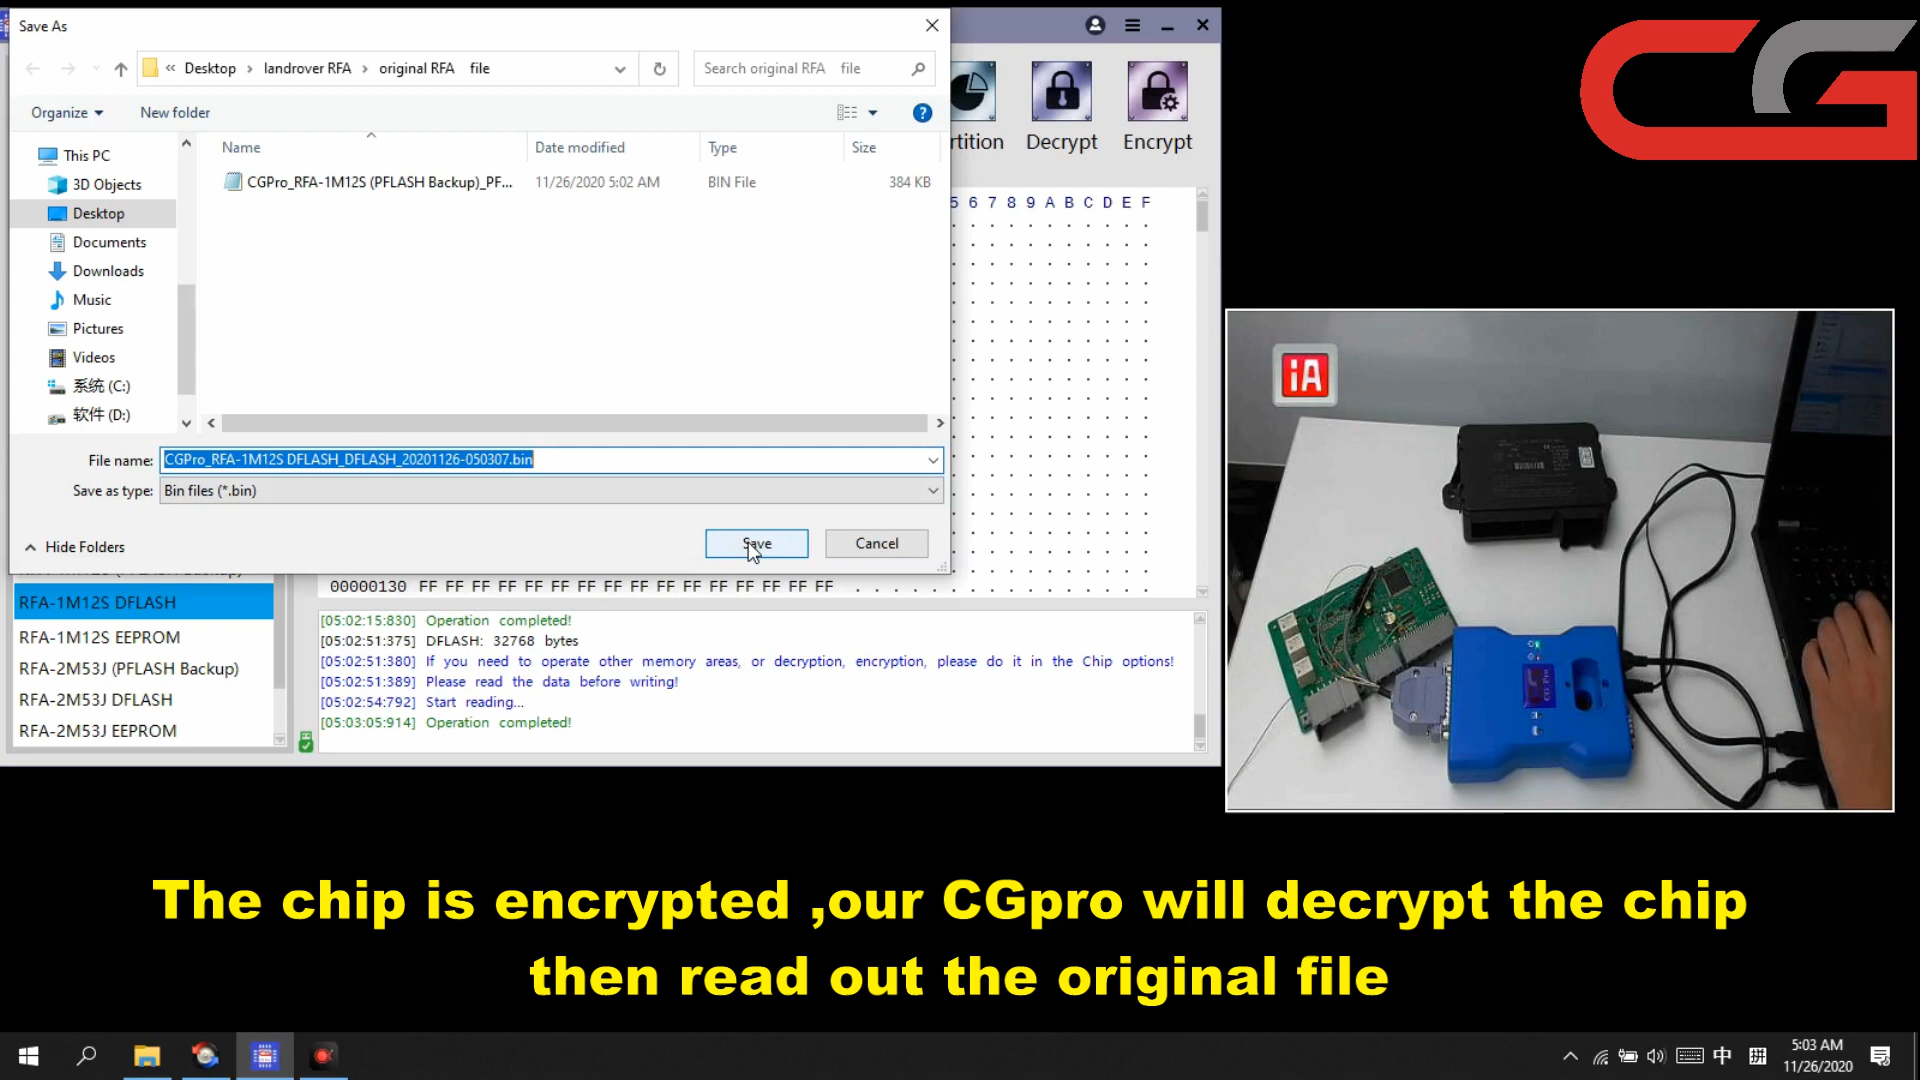 Save As
« Desktop › landrover RFA › original RFA file
Search original RFA file
Organize
New folder
This PC
3D Objects
Desktop
Documents
Downloads
Music
Pictures
Videos
系统 (C:)
软件 (D:)
Name Date modified Type Size
CGPro_RFA-1M12S (PFLASH Backup)_PF... 11/26/2020 5:02 AM BIN File 384 KB
File name: CGPro_RFA-1M12S DFLASH_DFLASH_20201126-050307.bin
Save as type: Bin files (*.bin)
Hide Folders
Save
Cancel
rtition Decrypt Encrypt
5 6 7 8 9 A B C D E F
00000130 FF FF FF FF FF FF FF FF FF FF FF FF FF FF FF FF . . . . . . . . . . . . . . . .
RFA-1M12S DFLASH
RFA-1M12S EEPROM
RFA-2M53J (PFLASH Backup)
RFA-2M53J DFLASH
RFA-2M53J EEPROM
[05:02:15:830] Operation completed!
[05:02:51:375] DFLASH: 32768 bytes
[05:02:51:380] If you need to operate other memory areas, or decryption, encryption, please do it in the Chip options!
[05:02:51:389] Please read the data before writing!
[05:02:54:792] Start reading...
[05:03:05:914] Operation completed!
CG
iA
CG Pro
The chip is encrypted ,our CGpro will decrypt the chip
then read out the original file
中
拼
5:03 AM
11/26/2020